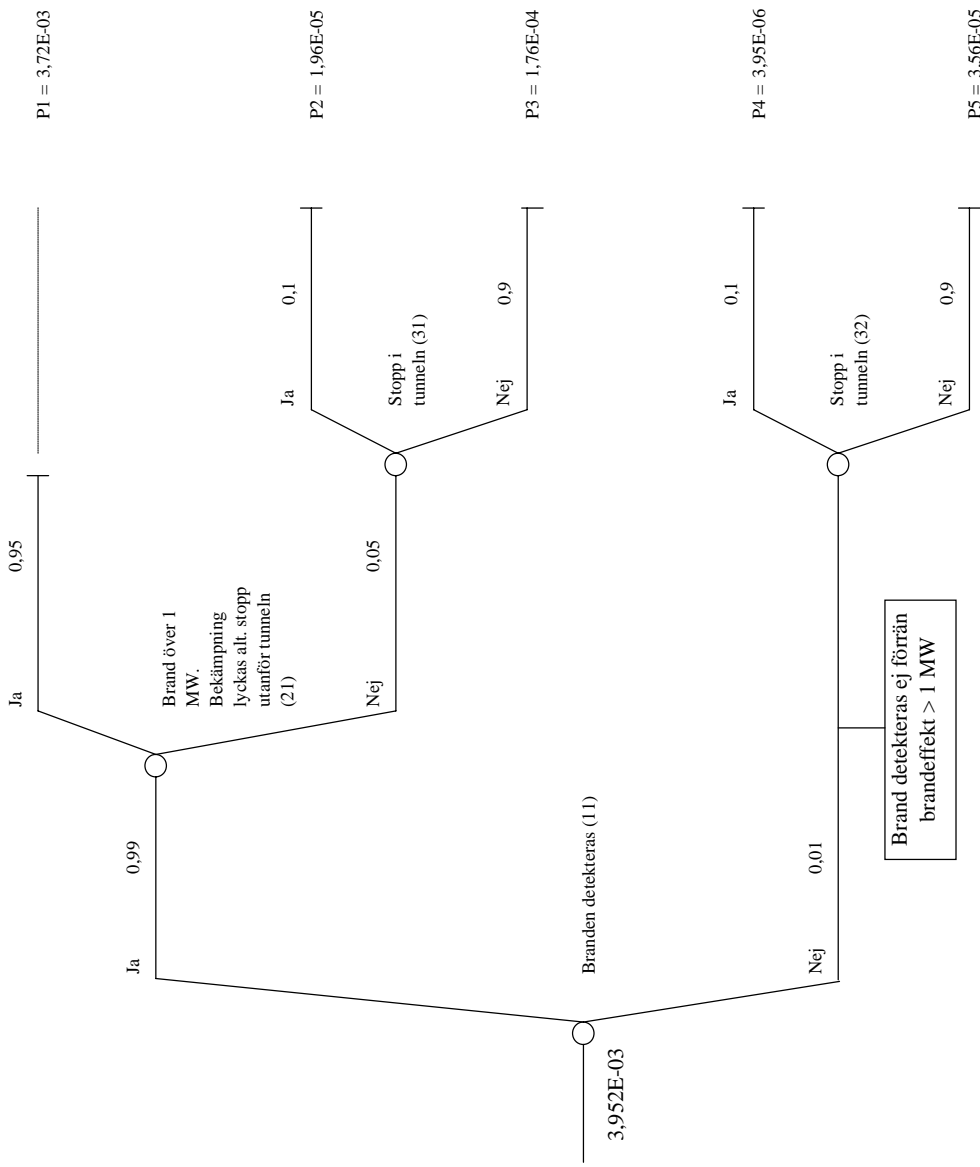 3,952E-03
Branden detekteras (11)
Ja
0,99
Nej
0,01
Brand detekteras ej förrän
brandeffekt > 1 MW
Brand över 1
MW.
Bekämpning
lyckas alt. stopp
utanför tunneln
(21)
Ja
0,95
Nej
0,05
Stopp i
tunneln (31)
Ja
0,1
Nej
0,9
Stopp i
tunneln (32)
Ja
0,1
Nej
0,9
P1 = 3,72E-03
P2 = 1,96E-05
P3 = 1,76E-04
P4 = 3,95E-06
P5 = 3,56E-05